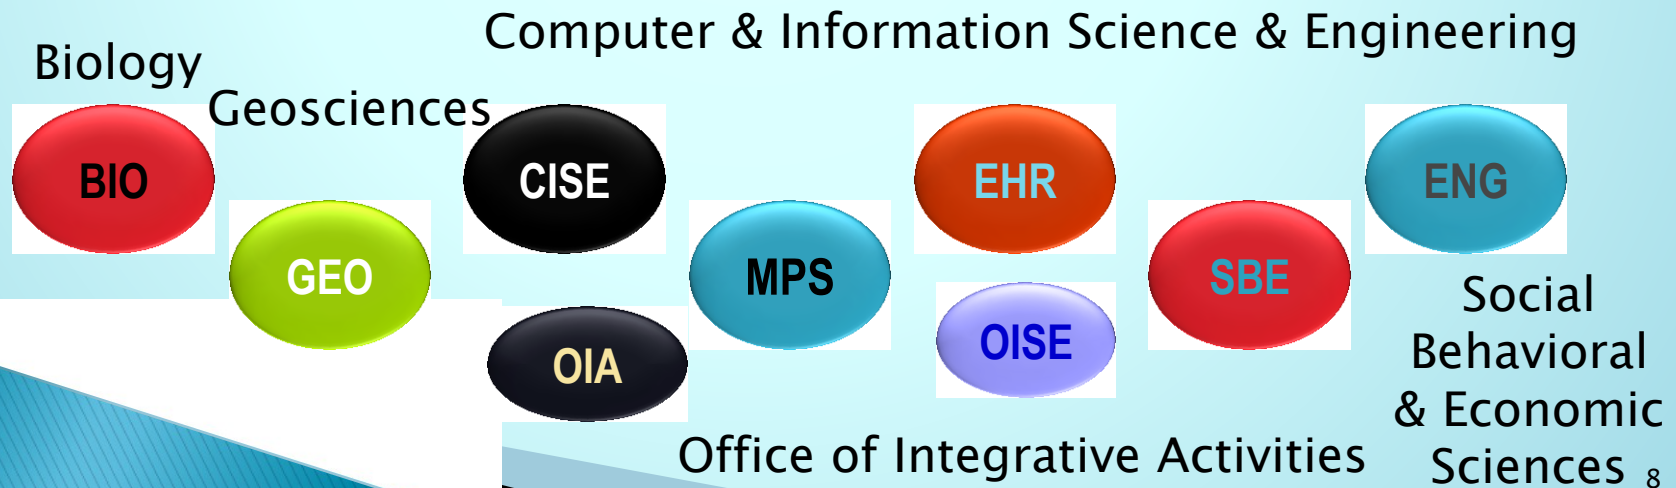 Computer & Information Science & Engineering
Biology
Geosciences
BIO
CISE
EHR
ENG
GEO
MPS
SBE
OIA
OISE
Social
Behavioral
& Economic
Sciences
Office of Integrative Activities
8